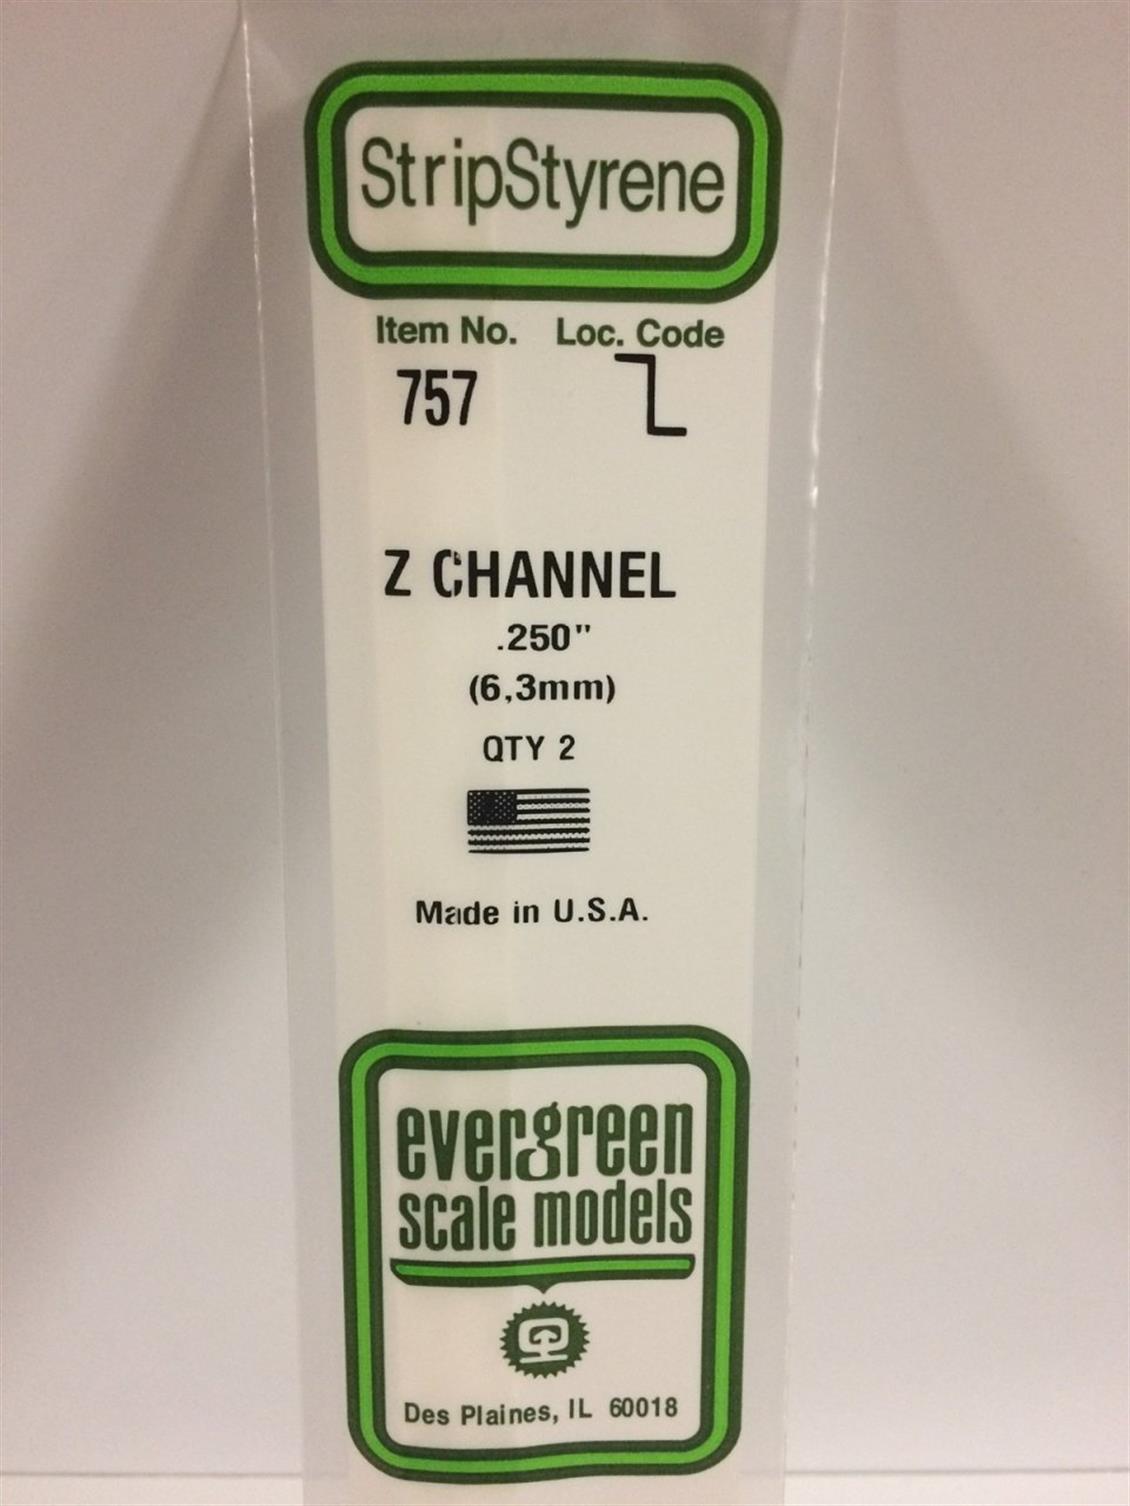 StripStyrene
Item No. Loc. Code
757
Z CHANNEL
.250"
(6,3mm)
QTY 2
Made in U.S.A.
evergreen
scale models
Des Plaines, IL 60018